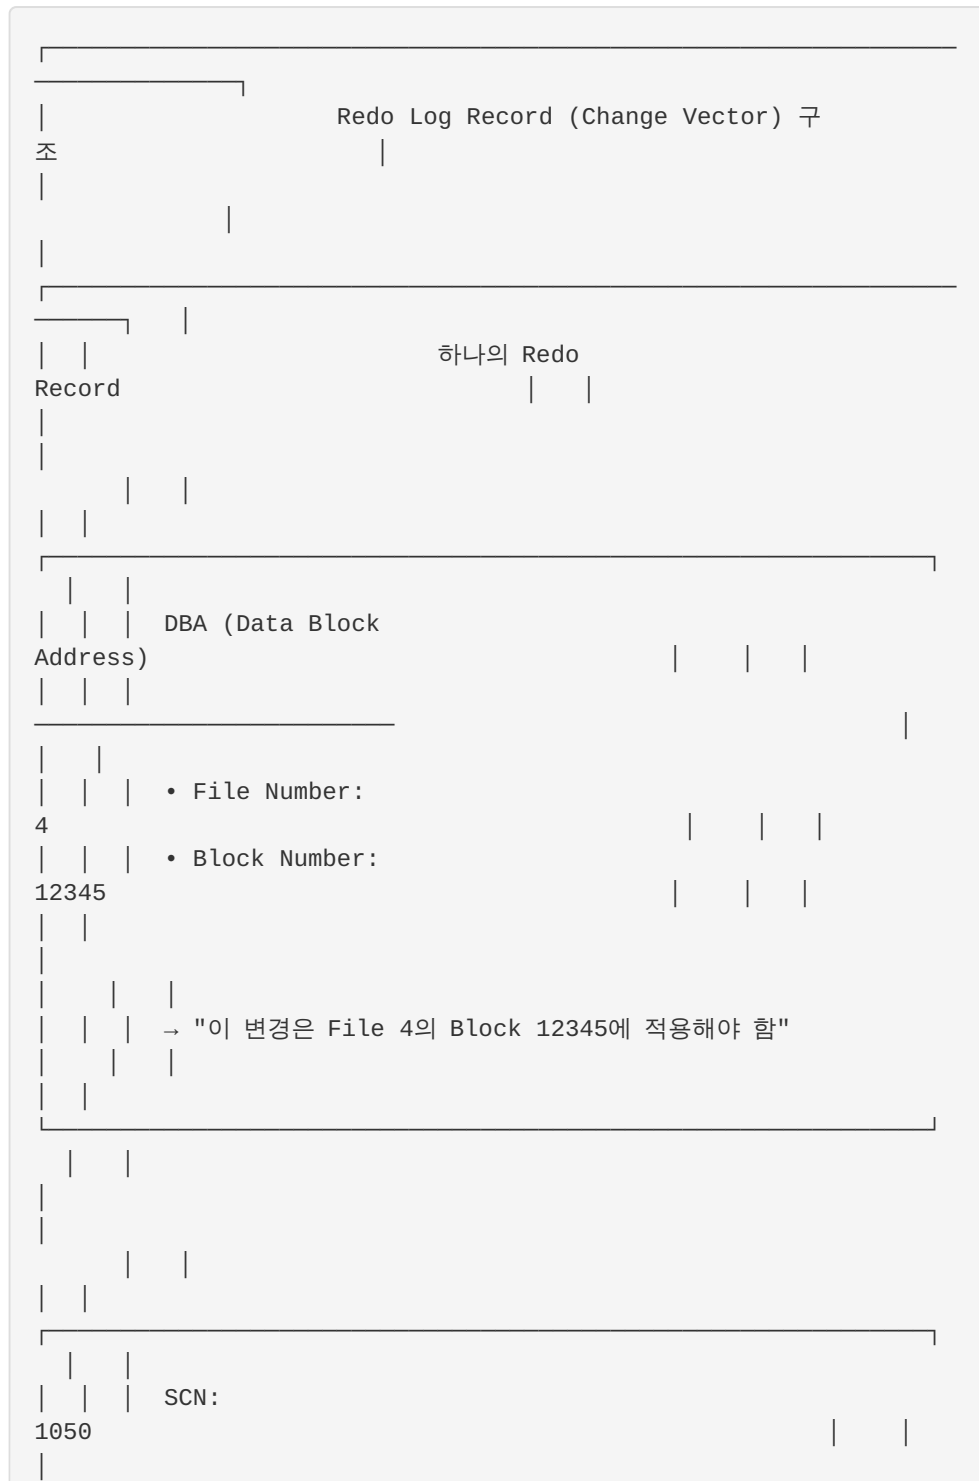 Redo Log Record (Change Vector) 구
조
하나의 Redo
Record
DBA (Data Block
Address)
• File Number:
4
• Block Number:
12345
→ "이 변경은 File 4의 Block 12345에 적용해야 함"
SCN:
1050